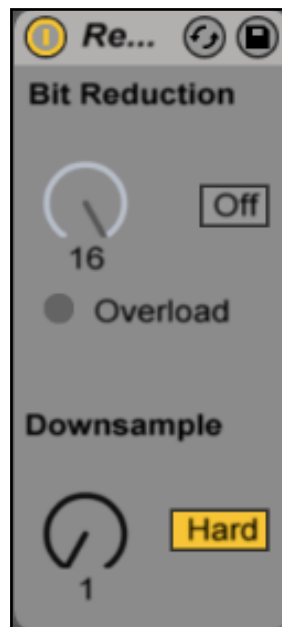 Re...
Bit Reduction
Off
16
Overload
Downsample
Hard
1